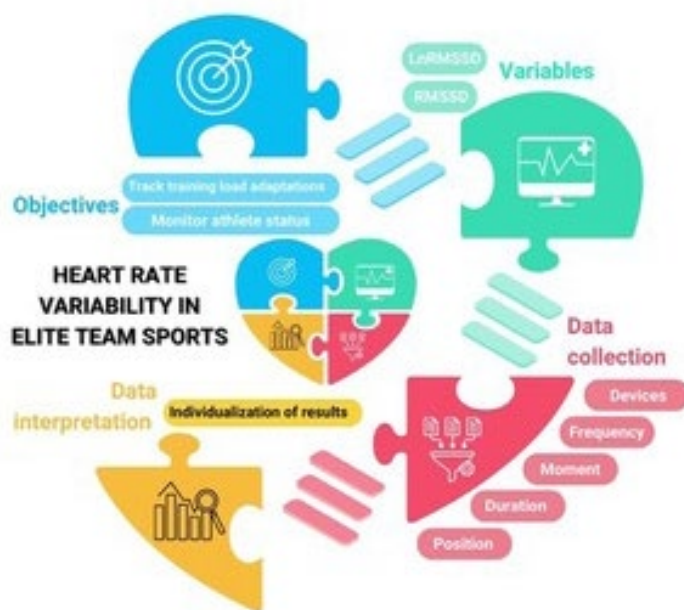 LnRMSSD
RMSSD
Variables
Objectives
Track training load adaptations
Monitor athlete status
HEART RATE
VARIABILITY IN
ELITE TEAM SPORTS
Data
collection
Devices
Frequency
Moment
Duration
Position
Data
interpretation
Individualization of results